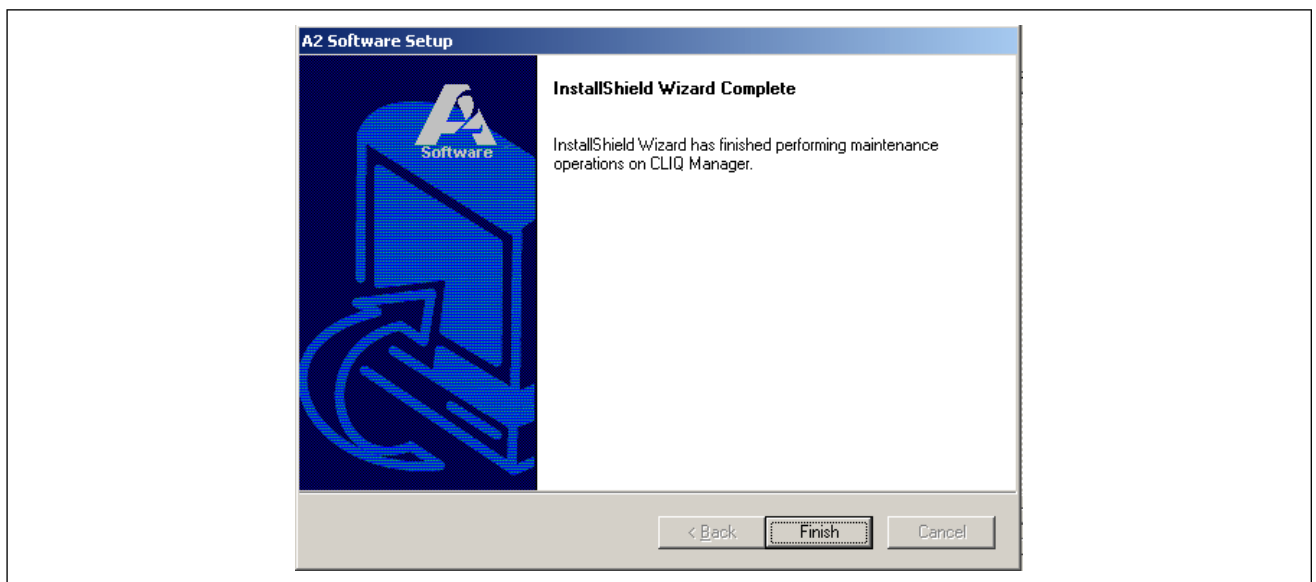 A2 Software Setup
A2
Software
InstallShield Wizard Complete
InstallShield Wizard has finished performing maintenance
operations on CLIQ Manager.
< Back
Finish
Cancel